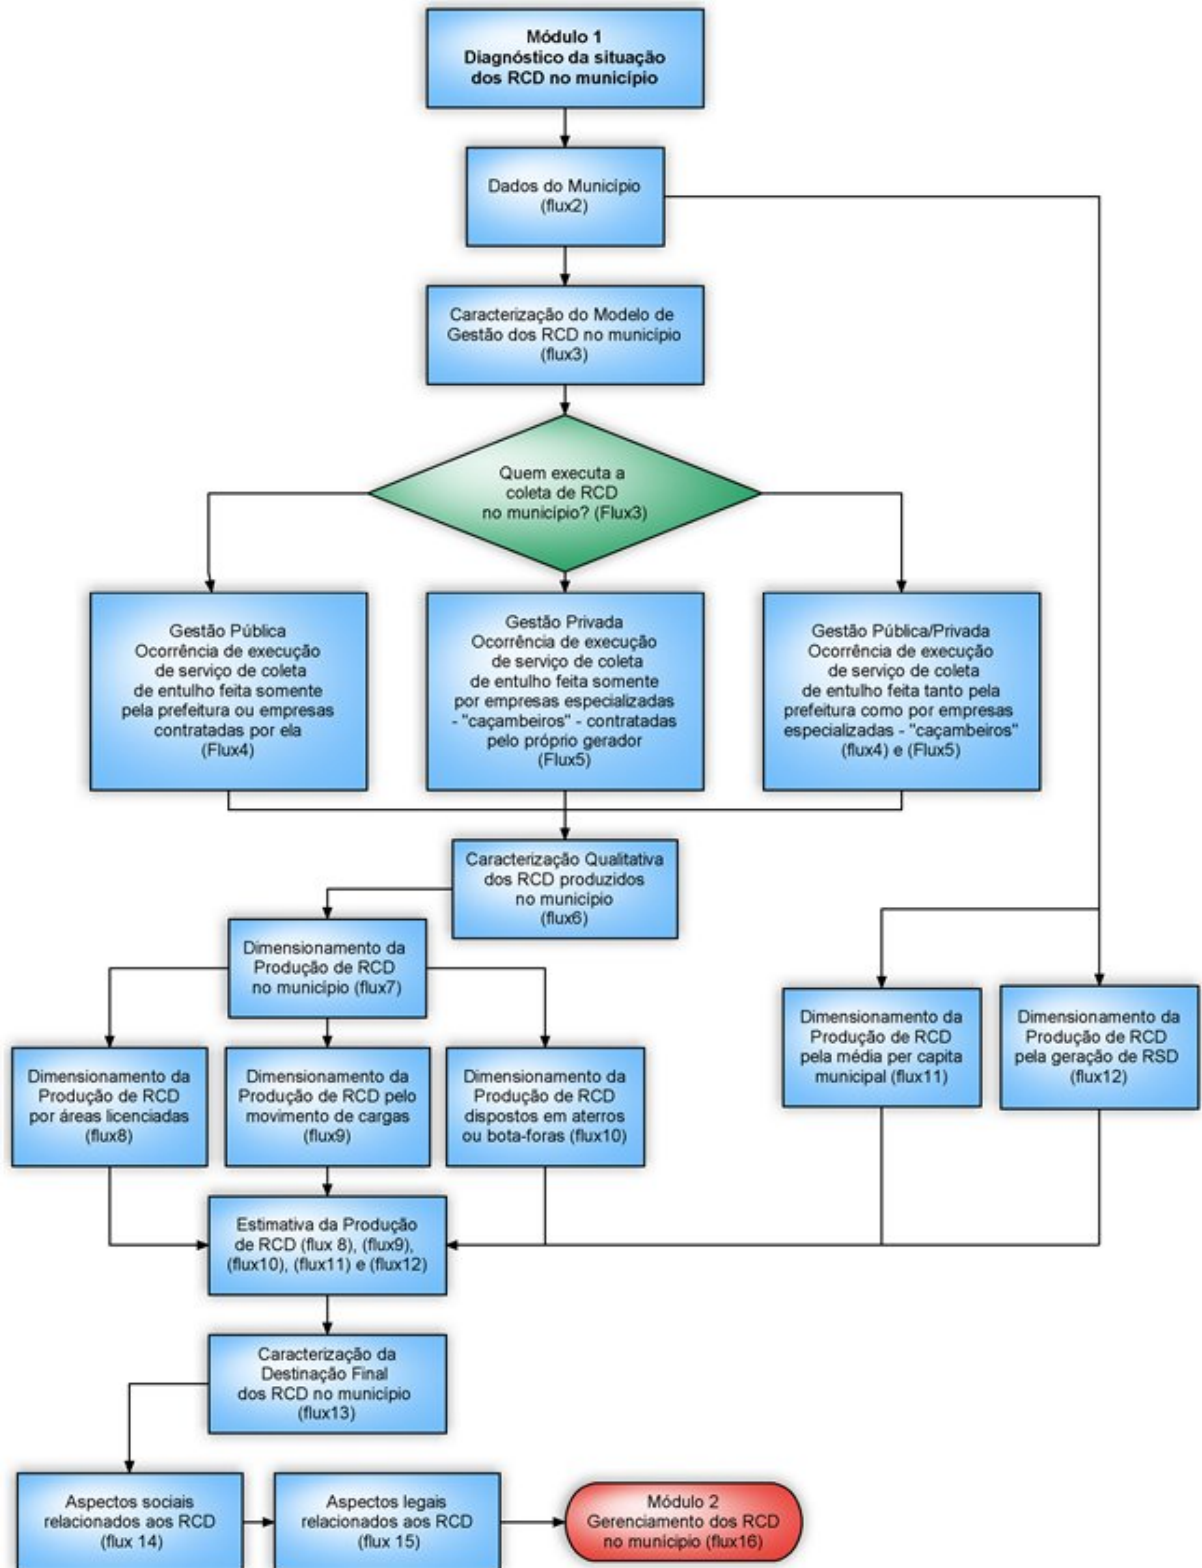 Módulo 1
Diagnóstico da situação
dos RCD no município
Dados do Município
(flux2)
Caracterização do Modelo de
Gestão dos RCD no município
(flux3)
Quem executa a
coleta de RCD
no município? (Flux3)
Gestão Pública
Ocorrência de execução
de serviço de coleta
de entulho feita somente
pela prefeitura ou empresas
contratadas por ela
(Flux4)
Gestão Privada
Ocorrência de execução
de serviço de coleta
de entulho feita somente
por empresas especializadas
- "caçambeiros" - contratadas
pelo próprio gerador
(Flux5)
Gestão Pública/Privada
Ocorrência de execução
de serviço de coleta
de entulho feita tanto pela
prefeitura como por empresas
especializadas - "caçambeiros"
(flux4) e (Flux5)
Caracterização Qualitativa
dos RCD produzidos
no município
(flux6)
Dimensionamento da
Produção de RCD
no município (flux7)
Dimensionamento da
Produção de RCD
pela média per capita
municipal (flux11)
Dimensionamento da
Produção de RCD
pela geração de RSD
(flux12)
Dimensionamento da
Produção de RCD
por áreas licenciadas
(flux8)
Dimensionamento da
Produção de RCD pelo
movimento de cargas
(flux9)
Dimensionamento da
Produção de RCD
dispostos em aterros
ou bota-foras (flux10)
Estimativa da Produção
de RCD (flux 8), (flux9),
(flux10), (flux11) e (flux12)
Caracterização da
Destinação Final
dos RCD no município
(flux13)
Aspectos sociais
relacionados aos RCD
(flux 14)
Aspectos legais
relacionados aos RCD
(flux 15)
Módulo 2
Gerenciamento dos RCD
no município (flux16)